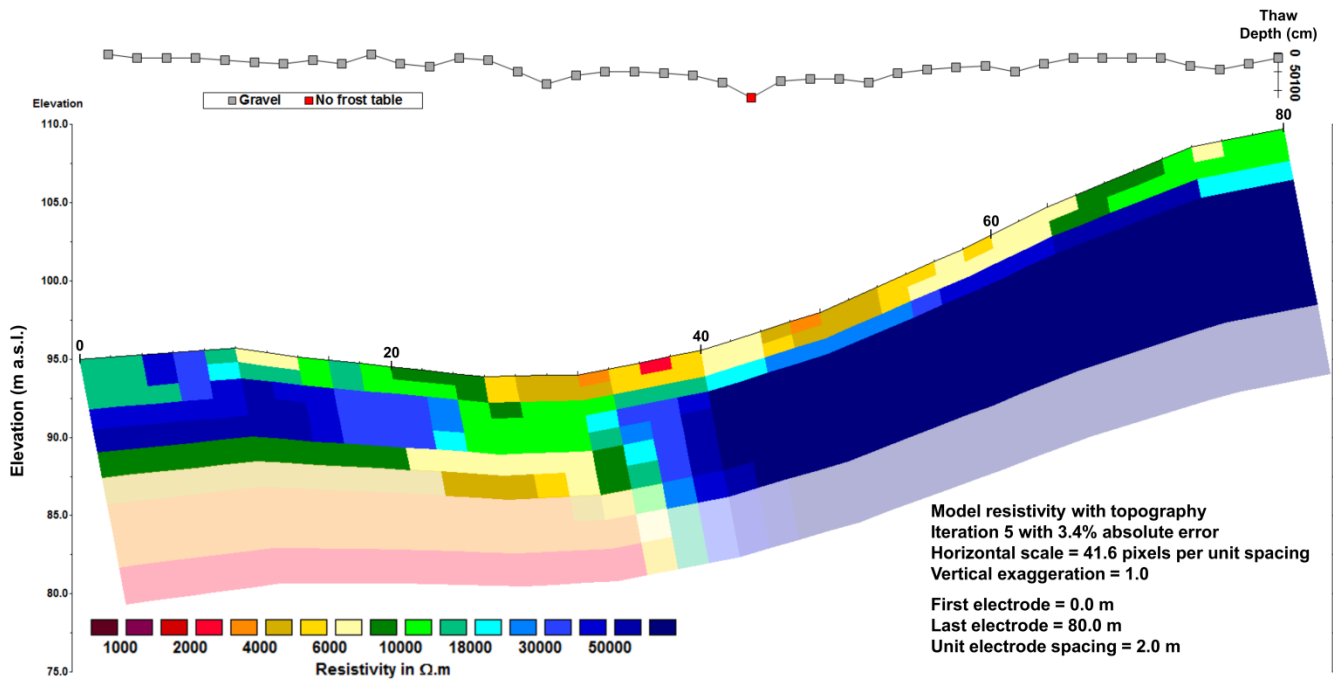 Thaw
Depth (cm)
0
50
100
Gravel
No frost table
Elevation
110.0
105.0
100.0
95.0
90.0
85.0
80.0
75.0
Elevation (m a.s.l.)
0
20
40
60
80
Model resistivity with topography
Iteration 5 with 3.4% absolute error
Horizontal scale = 41.6 pixels per unit spacing
Vertical exaggeration = 1.0
First electrode = 0.0 m
Last electrode = 80.0 m
Unit electrode spacing = 2.0 m
1000 2000 4000 6000 10000 18000 30000 50000
Resistivity in Ω.m